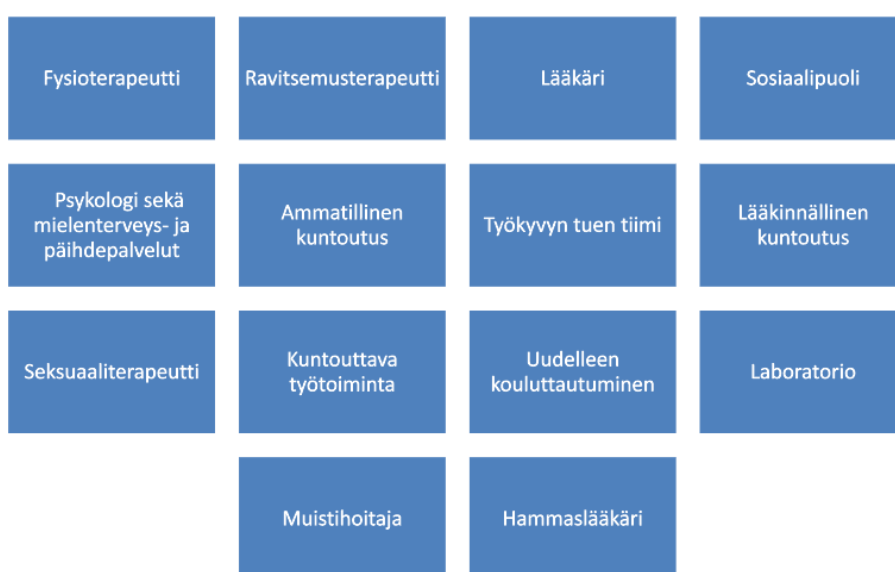 Fysioterapeutti
Ravitsemusterapeutti
Lääkäri
Sosiaalipuoli
Psykologi sekä
mielenterveys- ja
päihdepalvelut
Ammatillinen
kuntoutus
Työkyvyn tuen tiimi
Lääkinnällinen
kuntoutus
Seksuaaliterapeutti
Kuntouttava
työtoiminta
Uudelleen
kouluttautuminen
Laboratorio
Muistihoitaja
Hammaslääkäri